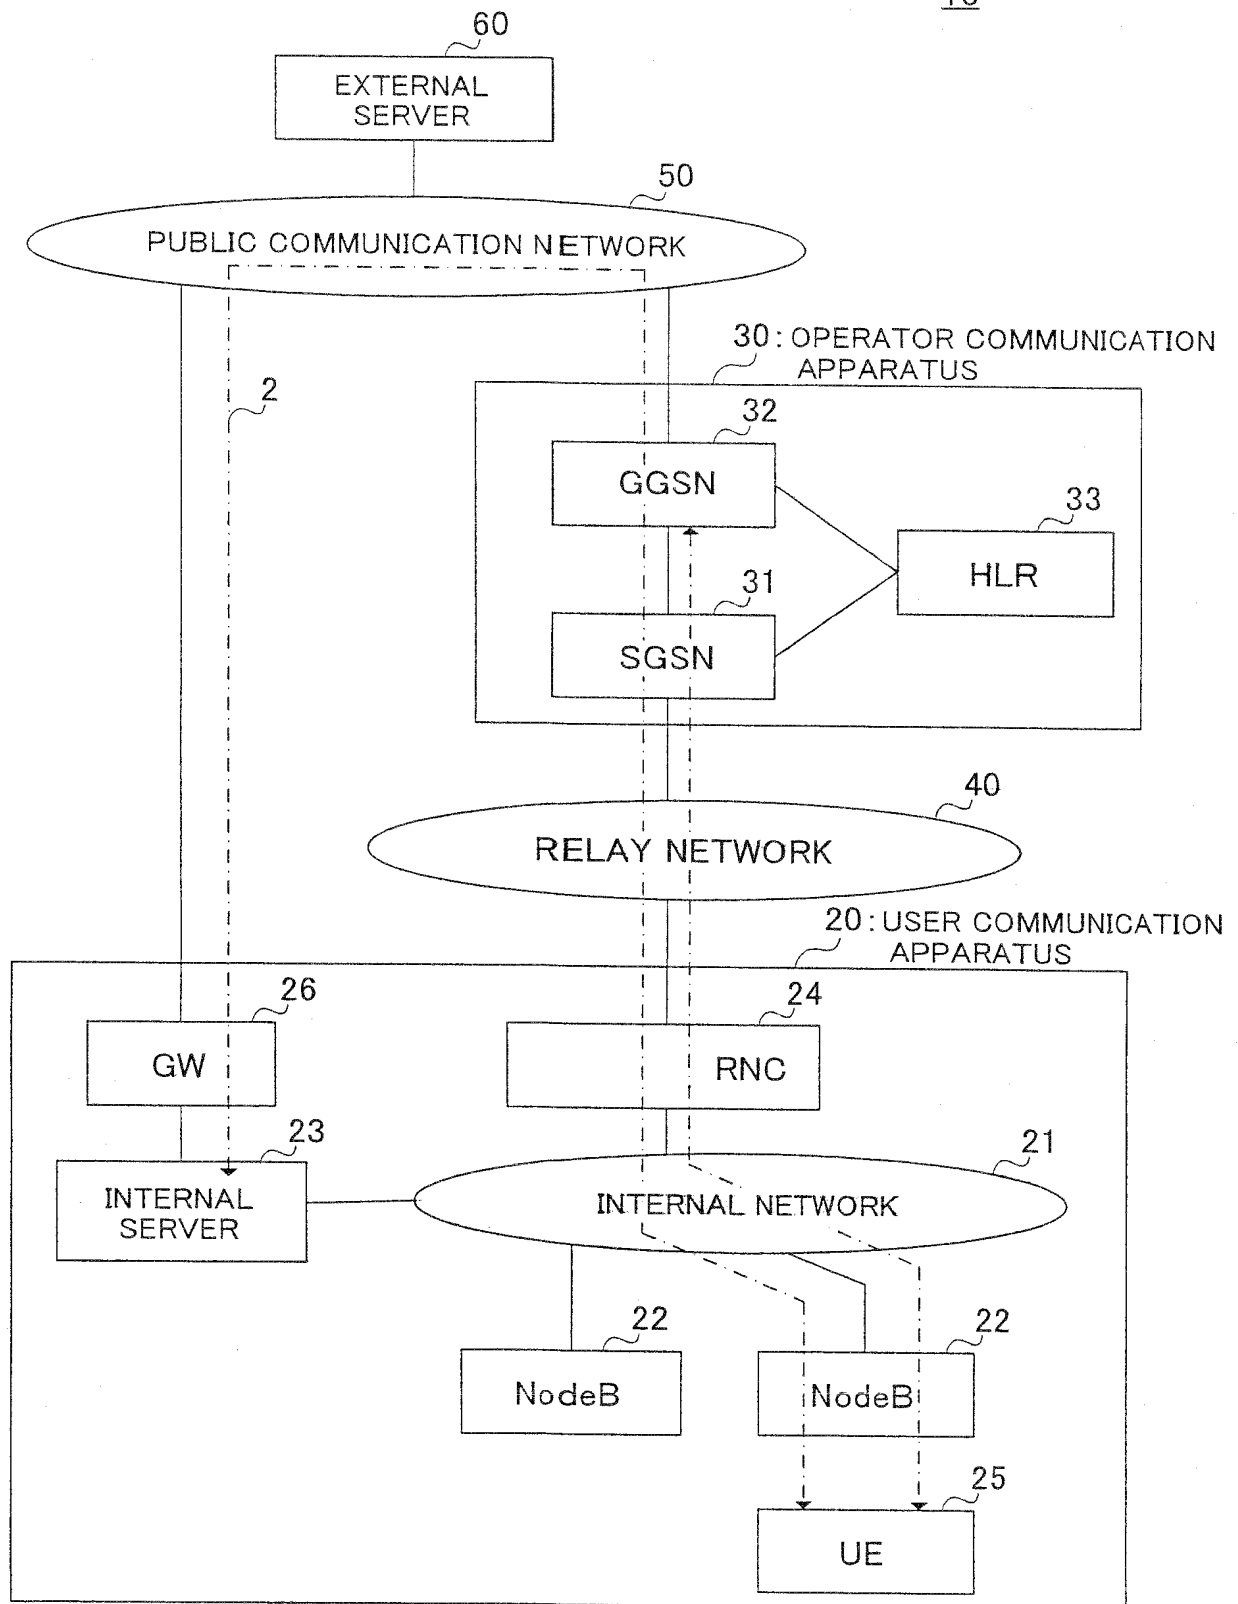 60
EXTERNAL
SERVER
50
PUBLIC COMMUNICATION NETWORK
30: OPERATOR COMMUNICATION
APPARATUS
2
32
GGSN
33
HLR
31
SGSN
40
RELAY NETWORK
20: USER COMMUNICATION
APPARATUS
26
24
GW
RNC
23
21
INTERNAL
SERVER
INTERNAL NETWORK
22
22
NodeB
NodeB
25
UE